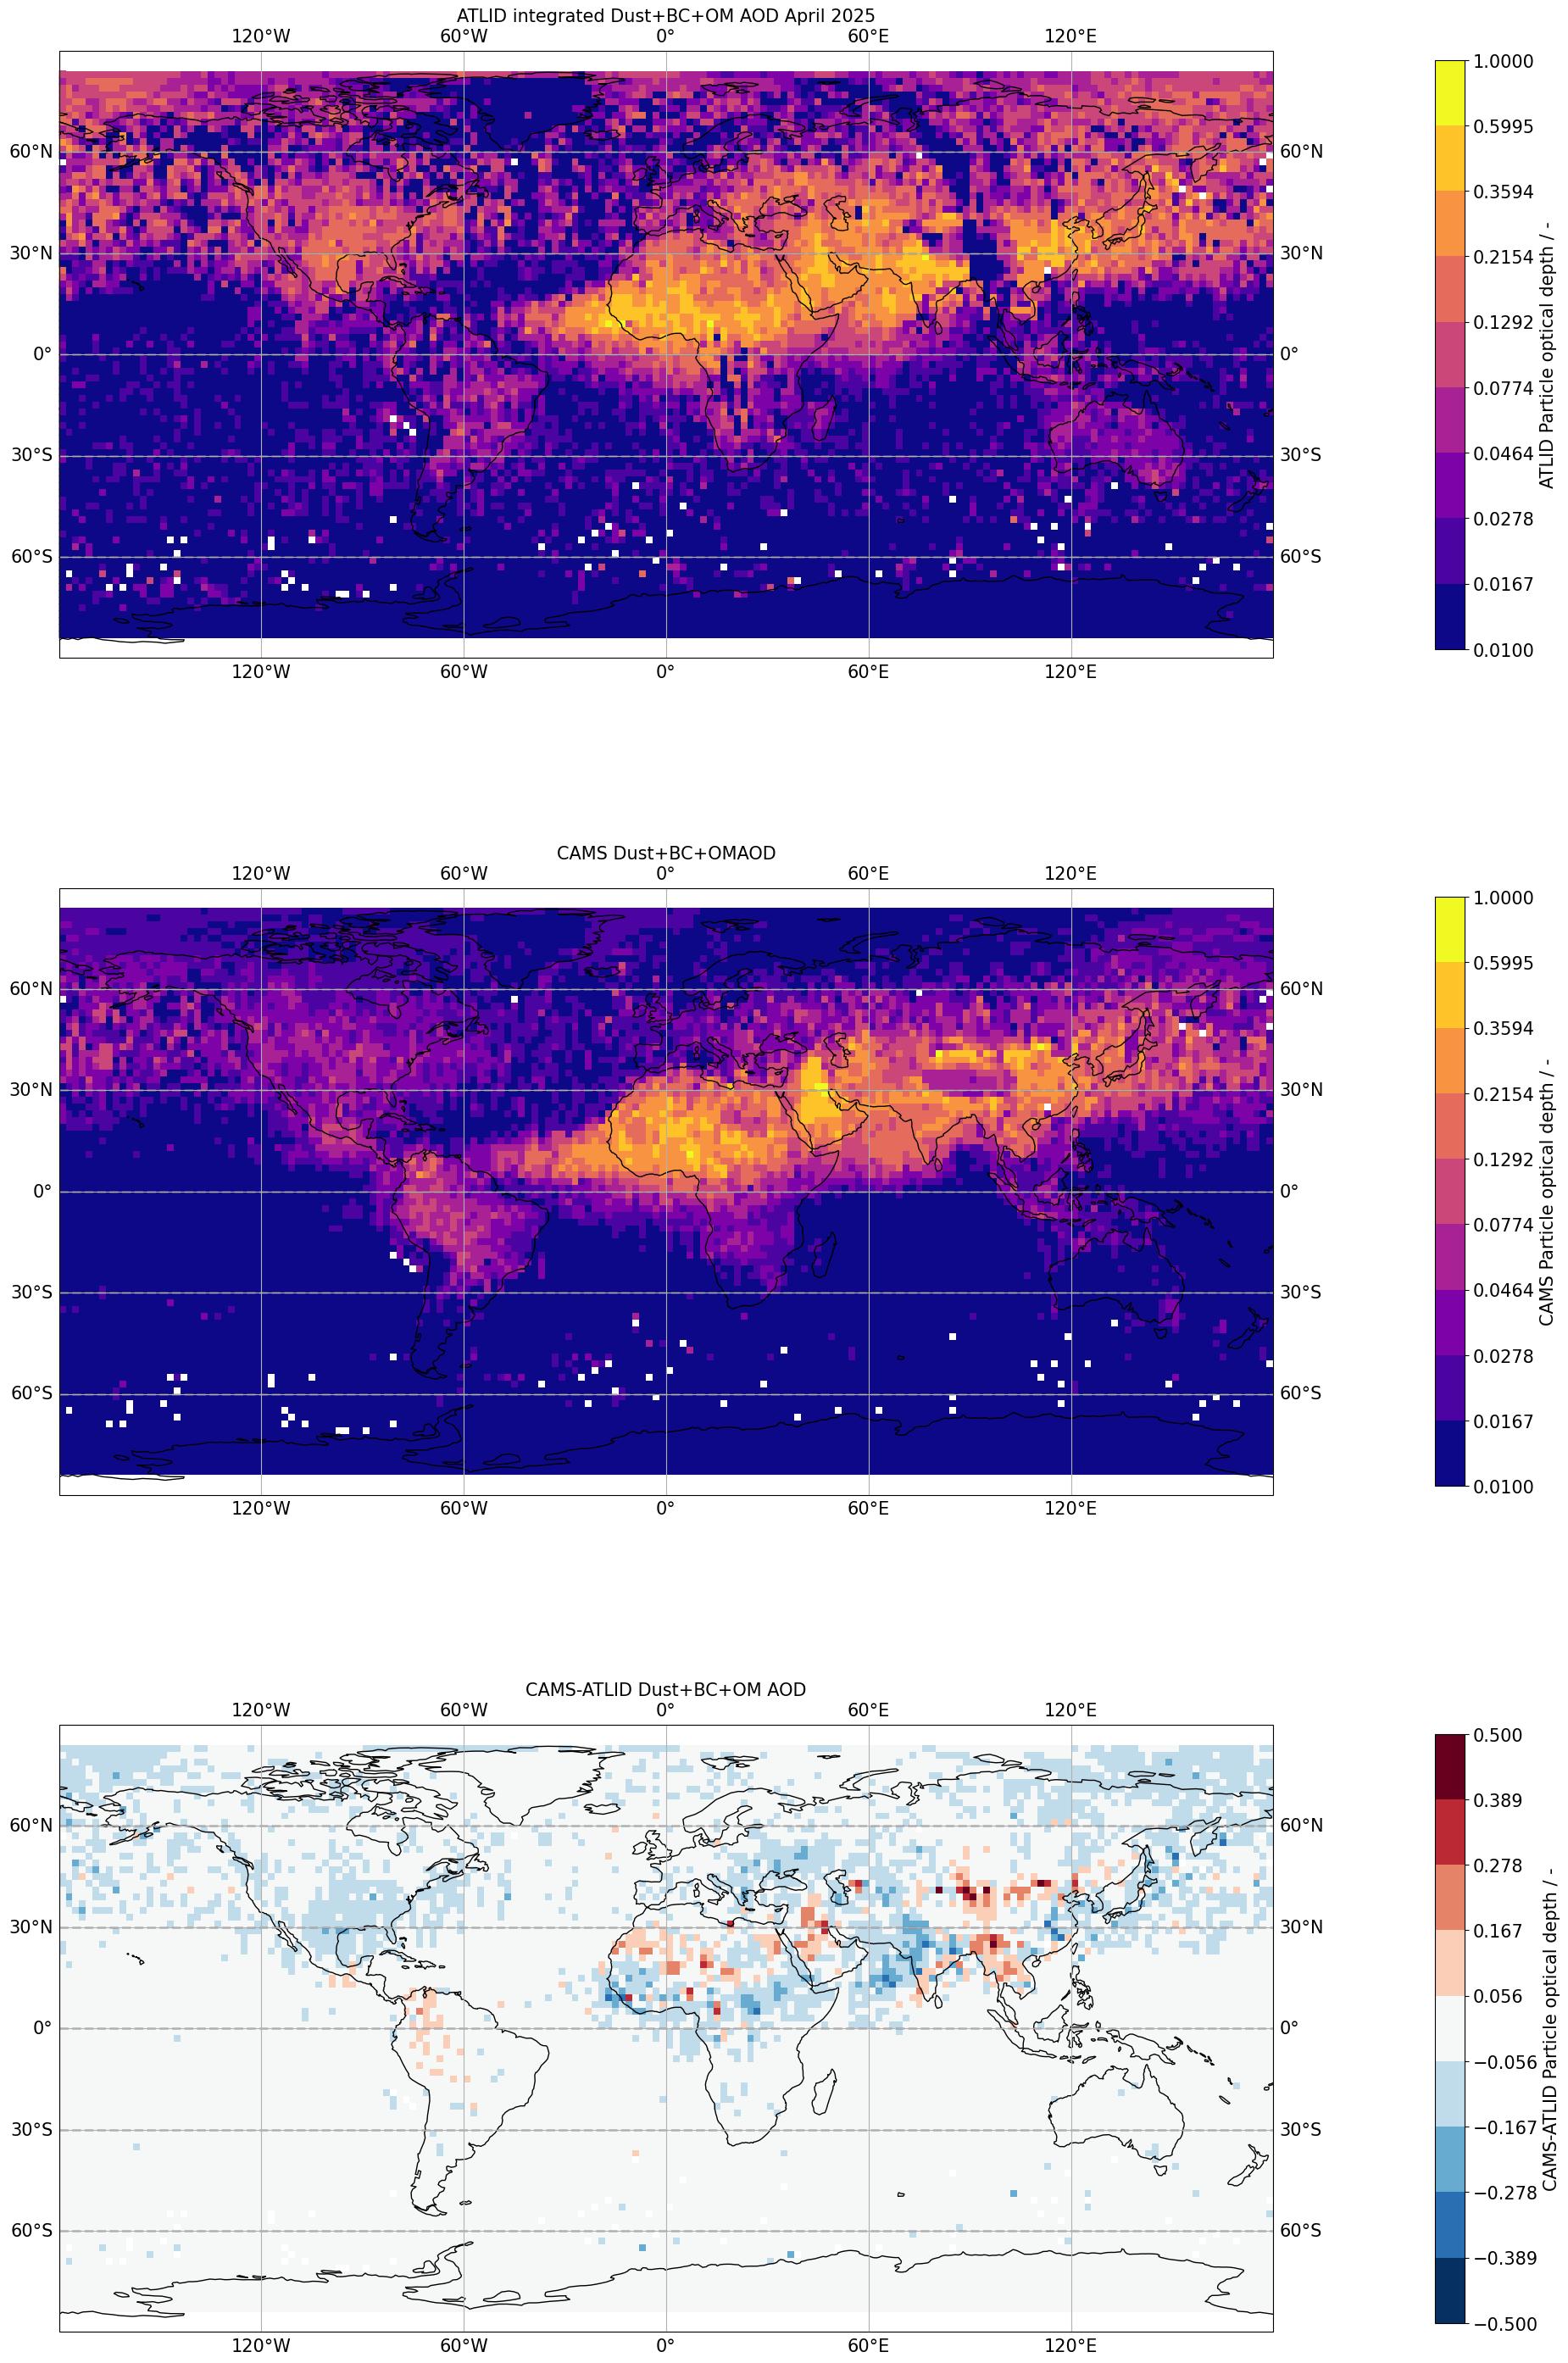 ATLID integrated Dust+BC+OM AOD April 2025
120°W 60°W 0° 60°E 120°E
60°N 60°N
30°N 30°N
0° 0°
30°S 30°S
60°S 60°S
120°W 60°W 0° 60°E 120°E
1.0000
0.5995
0.3594
0.2154
0.1292
0.0774
0.0464
0.0278
0.0167
0.0100
ATLID Particle optical depth / -
CAMS Dust+BC+OMAOD
120°W 60°W 0° 60°E 120°E
60°N 60°N
30°N 30°N
0° 0°
30°S 30°S
60°S 60°S
120°W 60°W 0° 60°E 120°E
1.0000
0.5995
0.3594
0.2154
0.1292
0.0774
0.0464
0.0278
0.0167
0.0100
CAMS Particle optical depth / -
CAMS-ATLID Dust+BC+OM AOD
120°W 60°W 0° 60°E 120°E
60°N 60°N
30°N 30°N
0° 0°
30°S 30°S
60°S 60°S
120°W 60°W 0° 60°E 120°E
0.500
0.389
0.278
0.167
0.056
−0.056
−0.167
−0.278
−0.389
−0.500
CAMS-ATLID Particle optical depth / -